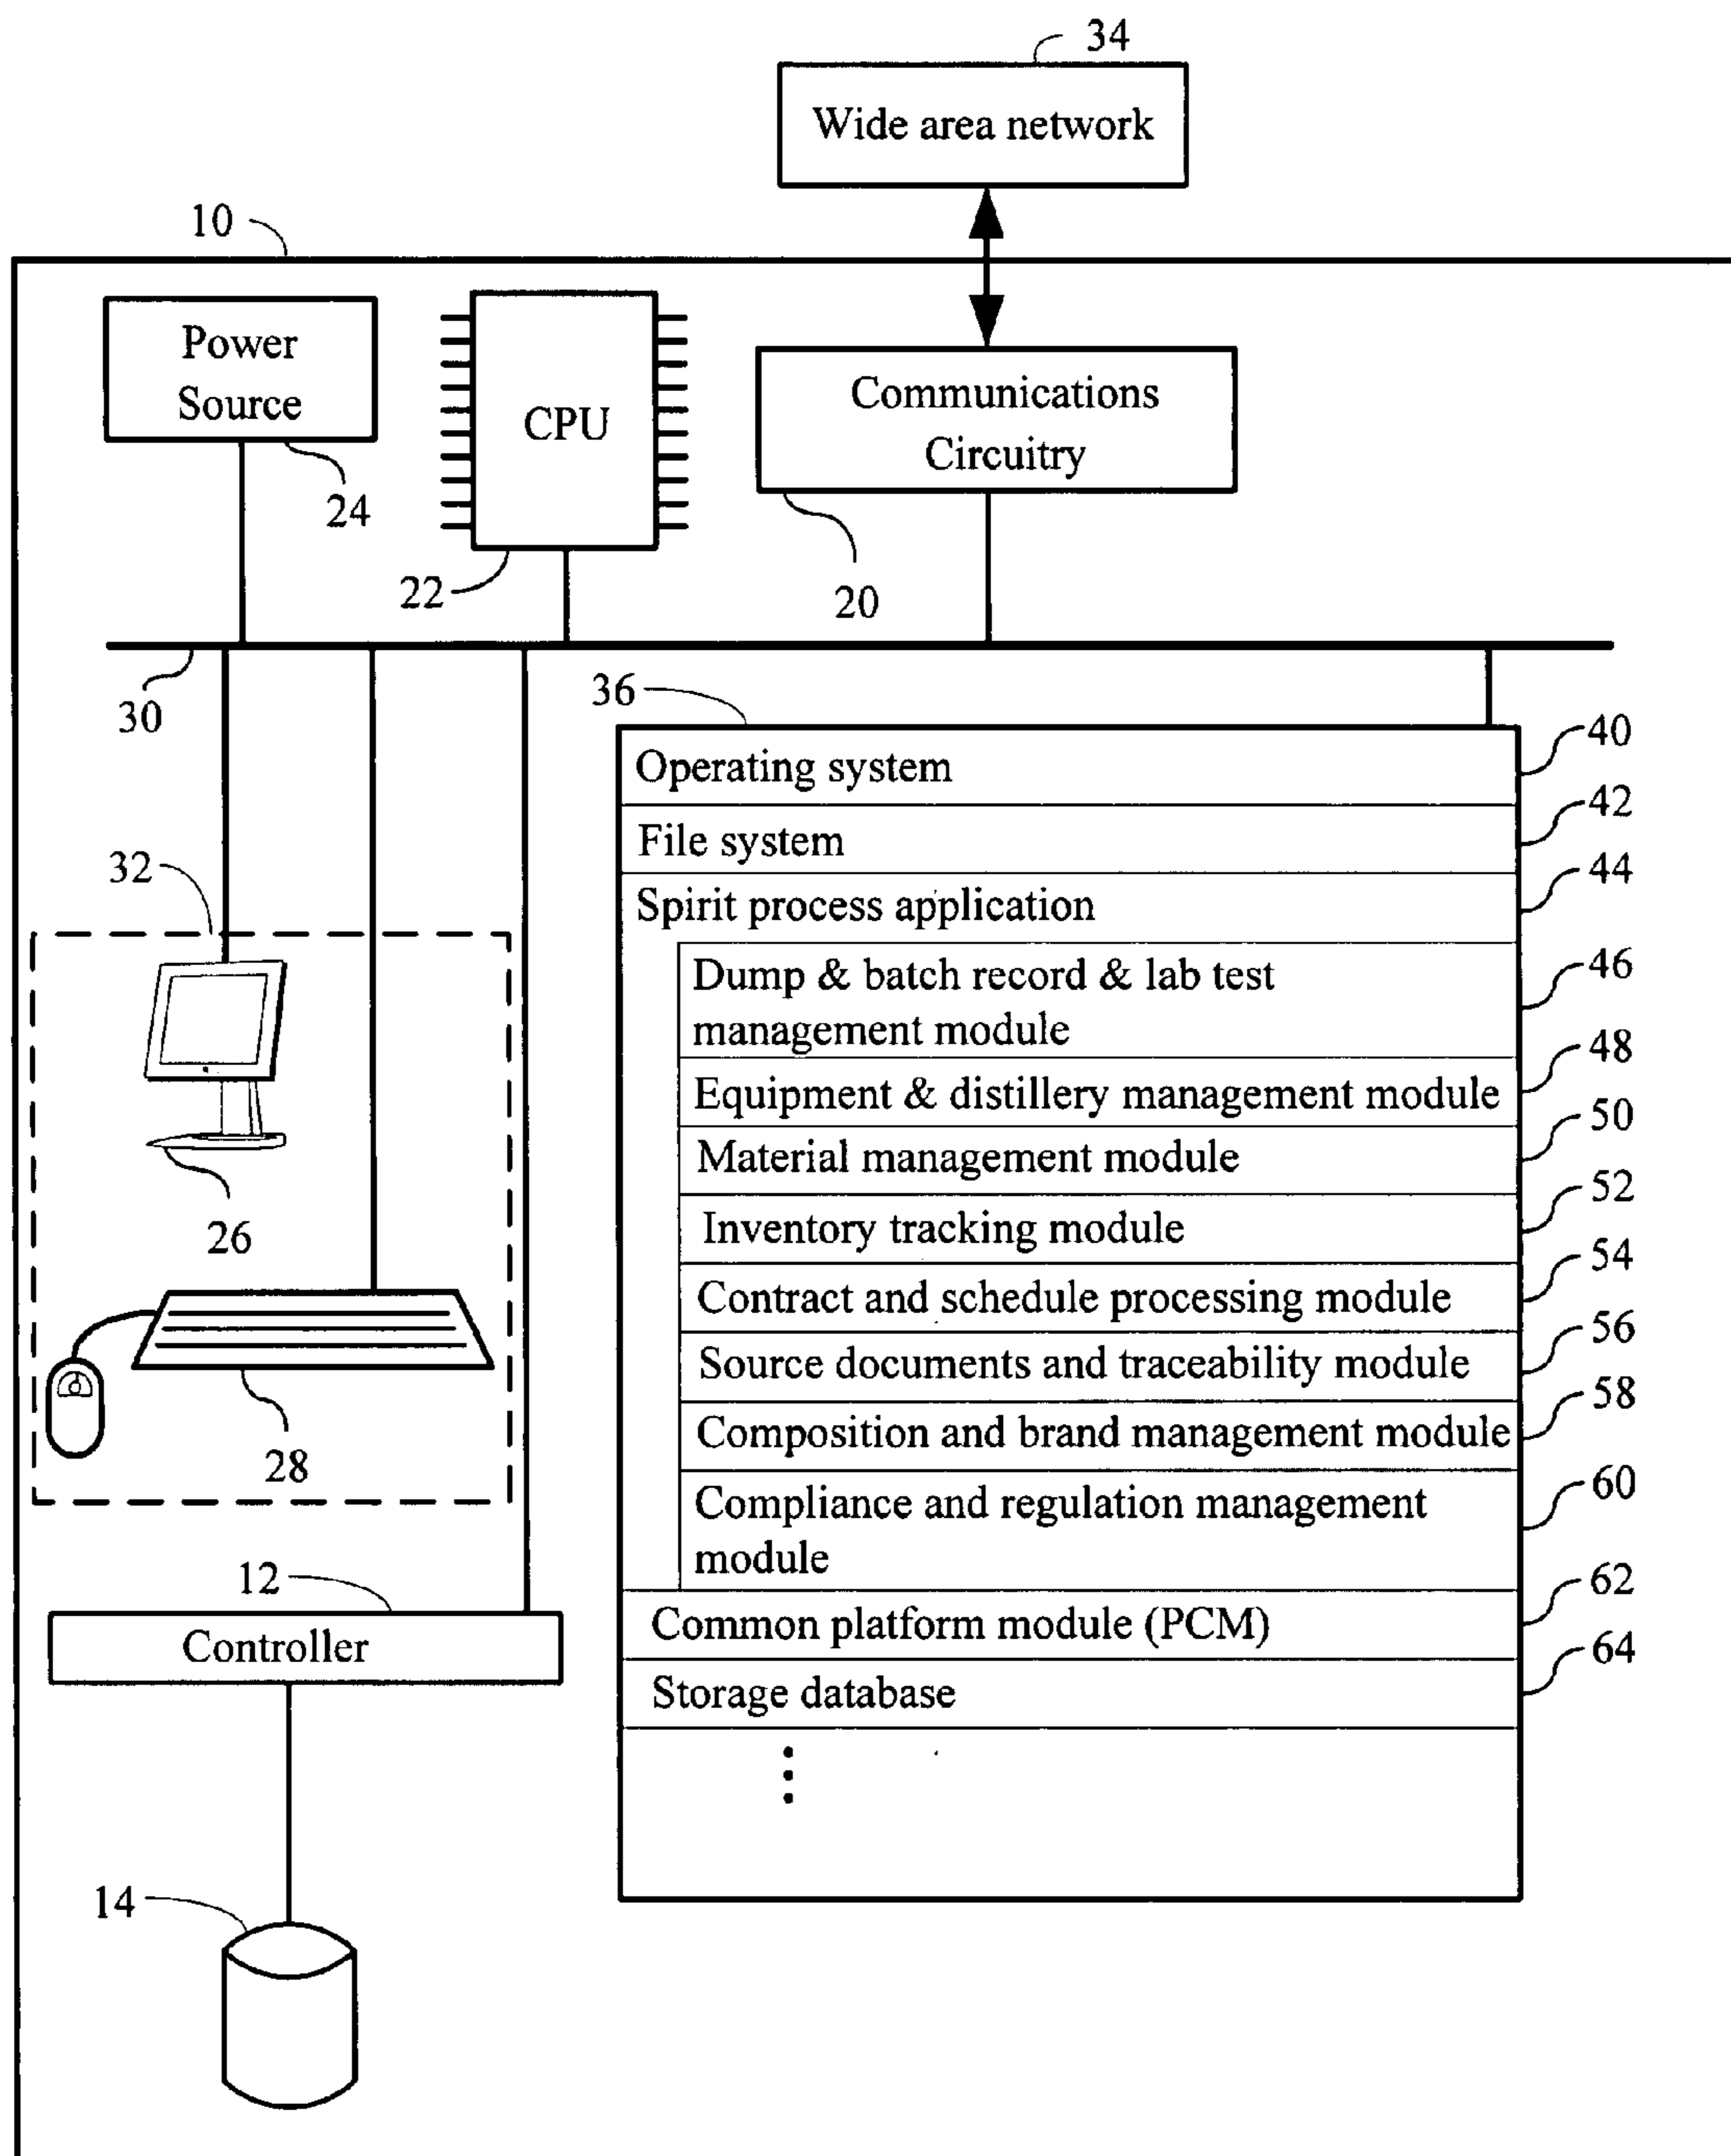 34
Wide area network
10
Power
Source
24
CPU
22
Communications
Circuitry
20
30
36
Operating system
40
File system
42
Spirit process application
44
Dump & batch record & lab test
management module
46
Equipment & distillery management module
48
Material management module
50
Inventory tracking module
52
Contract and schedule processing module
54
Source documents and traceability module
56
Composition and brand management module
58
Compliance and regulation management
module
60
Common platform module (PCM)
62
Storage database
64
32
26
28
12
Controller
14